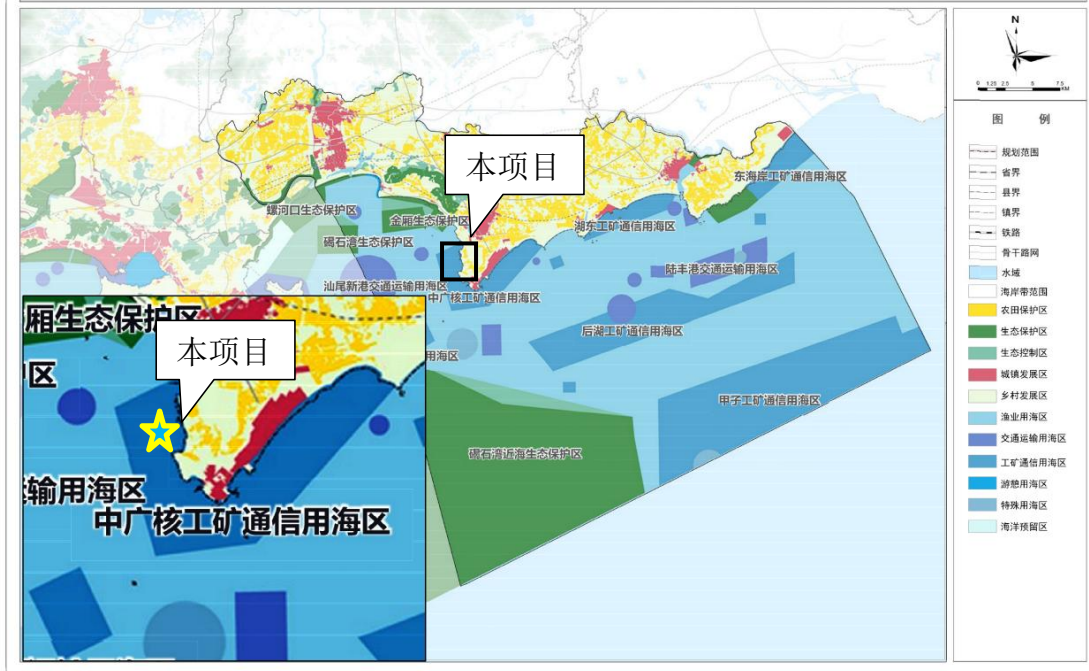 N
0 1.25 2.5 5 7.5
KM
图 例
规划范围
省界
县界
镇界
铁路
骨干路网
水域
海岸带范围
农田保护区
生态保护区
生态控制区
城镇发展区
乡村发展区
渔业用海区
交通运输用海区
工矿通信用海区
游憩用海区
特殊用海区
海洋预留区
本项目
东海岸工矿通信用海区
螺河口生态保护区
金厢生态保护区
湖东工矿通信用海区
碣石湾生态保护区
陆丰港交通运输用海区
汕尾新港交通运输用海区
中广核工矿通信用海区
后湖工矿通信用海区
用海区
甲子工矿通信用海区
碣石湾近海生态保护区
厢生态保护区
本项目
区
输用海区
中广核工矿通信用海区